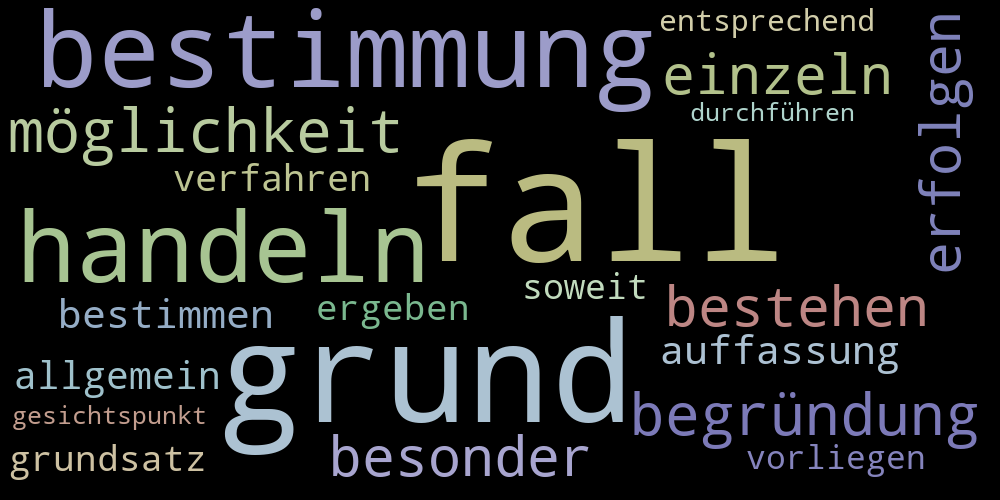 bestimmung
entsprechend
einzeln
durchführen
erfolgen
möglichkeit
verfahren
fall
handeln
soweit
bestimmen
ergeben
bestehen
grund
auffassung
allgemein
gesichtspunkt
begründung
grundsatz
besonder
vorliegen